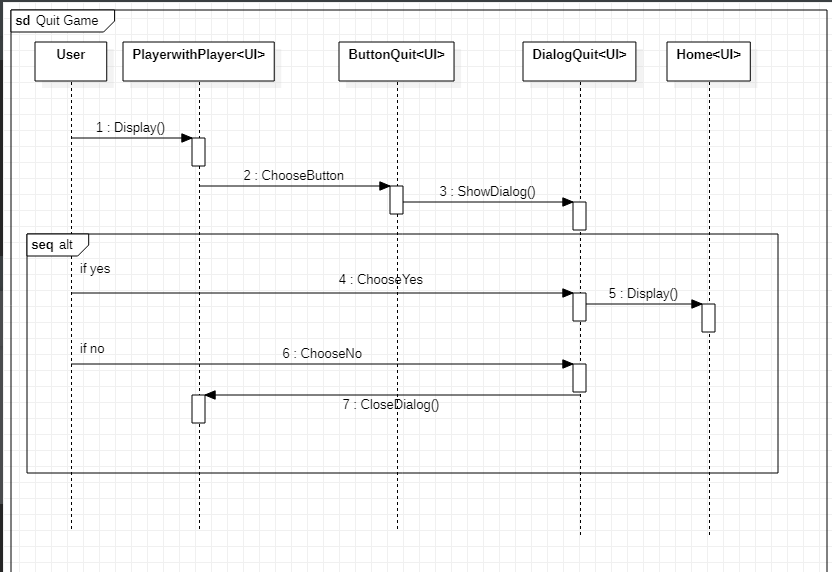 sd Quit Game
User
PlayerwithPlayer<UI>
ButtonQuit<UI>
DialogQuit<UI>
Home<UI>
1 : Display()
2 : ChooseButton
3 : ShowDialog()
seq alt
if yes
4 : ChooseYes
5 : Display()
if no
6 : ChooseNo
7 : CloseDialog()